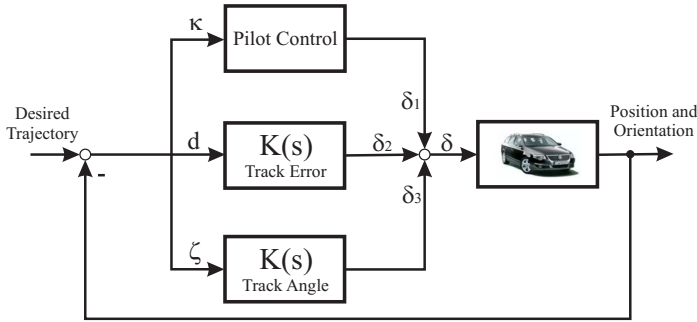 κ
Pilot Control
δ1
Desired
Trajectory
Position and
Orientation
d
K(s)
Track Error
δ2
δ
-
δ3
ζ
K(s)
Track Angle